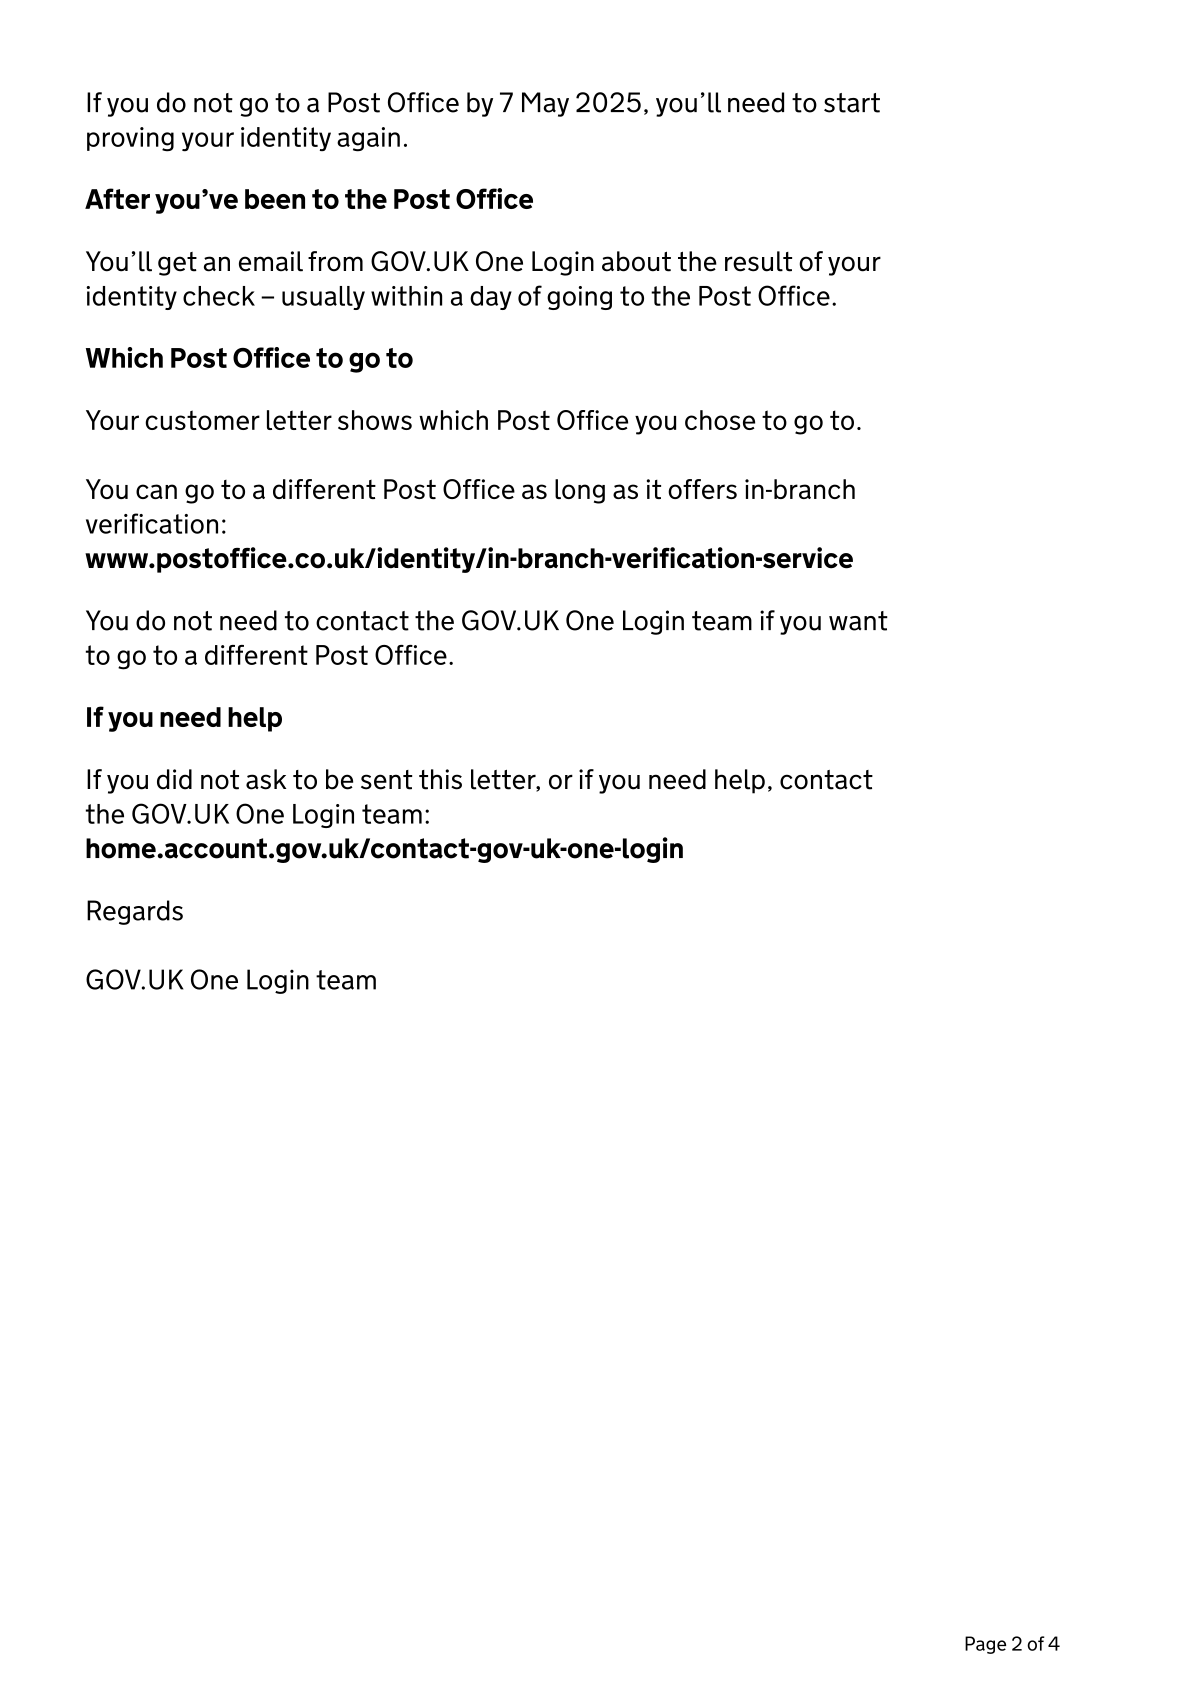 If you do not go to a Post Office by 7 May 2025, you’ll need to start
proving your identity again.
After you’ve been to the Post Office
You’ll get an email from GOV.UK One Login about the result of your
identity check – usually within a day of going to the Post Office.
Which Post Office to go to
Your customer letter shows which Post Office you chose to go to.
You can go to a different Post Office as long as it offers in-branch
verification:
www.postoffice.co.uk/identity/in-branch-verification-service
You do not need to contact the GOV.UK One Login team if you want
to go to a different Post Office.
If you need help
If you did not ask to be sent this letter, or if you need help, contact
the GOV.UK One Login team:
home.account.gov.uk/contact-gov-uk-one-login
Regards
GOV.UK One Login team
Page 2 of 4